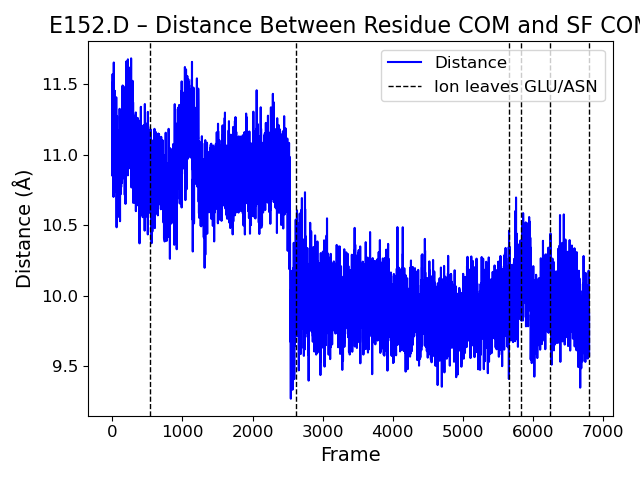 E152.D – Distance Between Residue COM and SF COM
Distance
Ion leaves GLU/ASN
11.5
11.0
10.5
10.0
9.5
Distance (Å)
0 1000 2000 3000 4000 5000 6000 7000
Frame